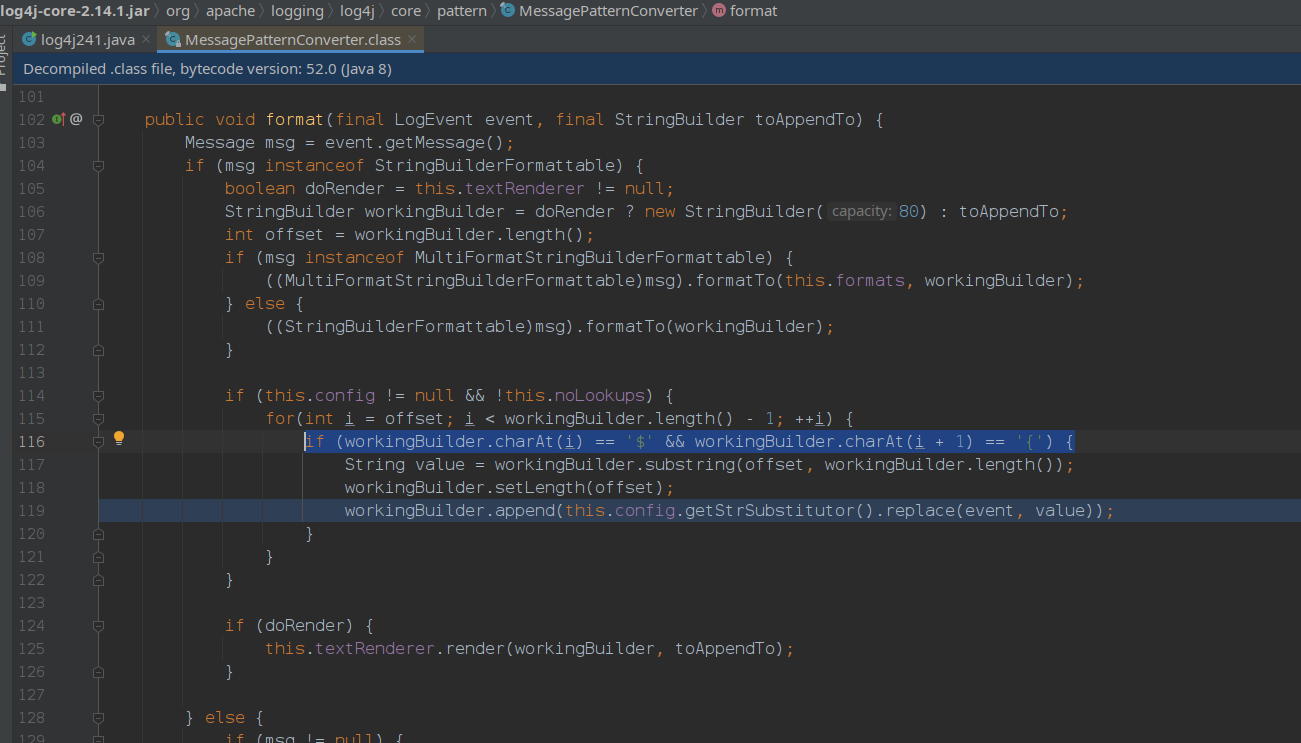 log4j-core-2.14.1.jar › org › apache › logging › log4j › core › pattern › MessagePatternConverter › m format
Project
log4j241.java × MessagePatternConverter.class ×
Decompiled .class file, bytecode version: 52.0 (Java 8)
101
102 @ public void format(final LogEvent event, final StringBuilder toAppendTo) {
103 Message msg = event.getMessage();
104 if (msg instanceof StringBuilderFormattable) {
105 boolean doRender = this.textRenderer != null;
106 StringBuilder workingBuilder = doRender ? new StringBuilder( capacity: 80) : toAppendTo;
107 int offset = workingBuilder.length();
108 if (msg instanceof MultiFormatStringBuilderFormattable) {
109 ((MultiFormatStringBuilderFormattable)msg).formatTo(this.formats, workingBuilder);
110 } else {
111 ((StringBuilderFormattable)msg).formatTo(workingBuilder);
112 }
113
114 if (this.config != null && !this.noLookups) {
115 for(int i = offset; i < workingBuilder.length() - 1; ++i) {
116 if (workingBuilder.charAt(i) == '$' && workingBuilder.charAt(i + 1) == '{') {
117 String value = workingBuilder.substring(offset, workingBuilder.length());
118 workingBuilder.setLength(offset);
119 workingBuilder.append(this.config.getStrSubstitutor().replace(event, value));
120 }
121 }
122 }
123
124 if (doRender) {
125 this.textRenderer.render(workingBuilder, toAppendTo);
126 }
127
128 } else {
129 if (msg != null) {